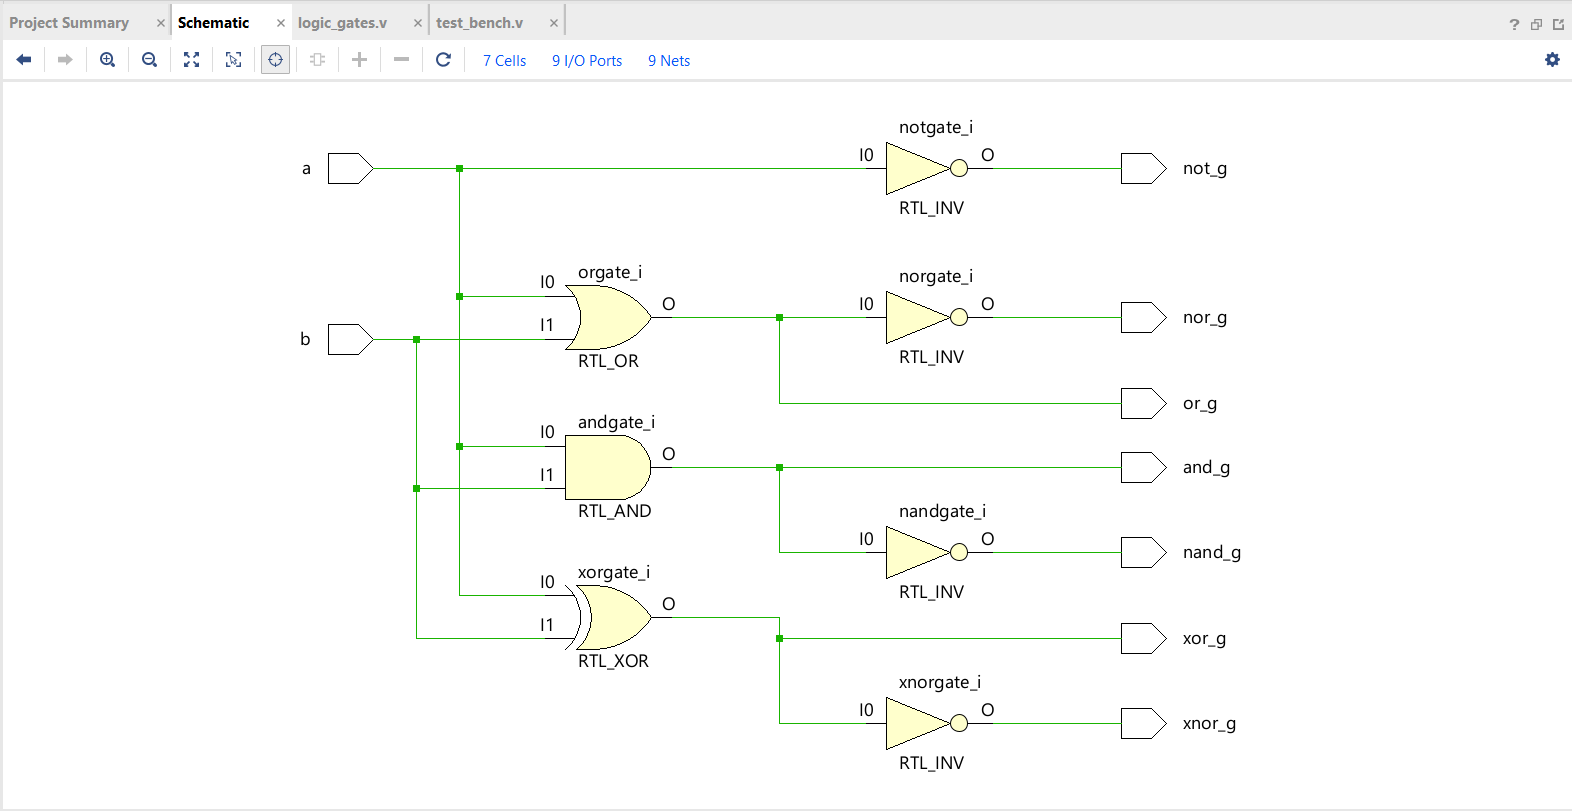 Project Summary × Schematic × logic_gates.v × test_bench.v × ?
7 Cells 9 I/O Ports 9 Nets
notgate_i
a I0 O not_g
RTL_INV
orgate_i norgate_i
I0 O I0 O nor_g
b I1
RTL_OR RTL_INV
or_g
andgate_i
I0 O and_g
I1
RTL_AND nandgate_i
I0 O nand_g
xorgate_i RTL_INV
I0 O
I1 xor_g
RTL_XOR xnorgate_i
I0 O xnor_g
RTL_INV